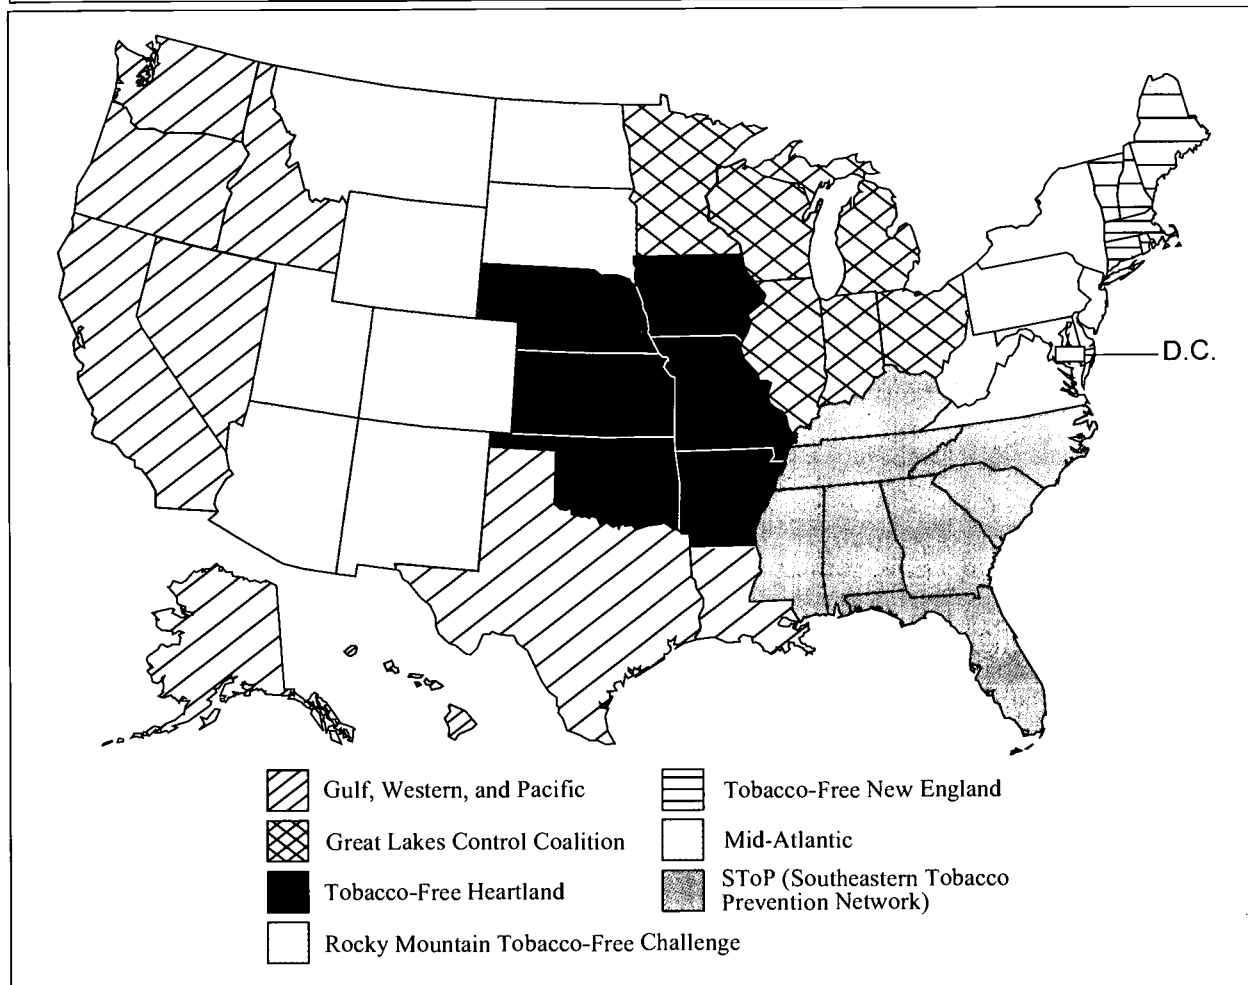 D.C.
Gulf, Western, and Pacific
Great Lakes Control Coalition
Tobacco-Free Heartland
Rocky Mountain Tobacco-Free Challenge
Tobacco-Free New England
Mid-Atlantic
SToP (Southeastern Tobacco
Prevention Network)